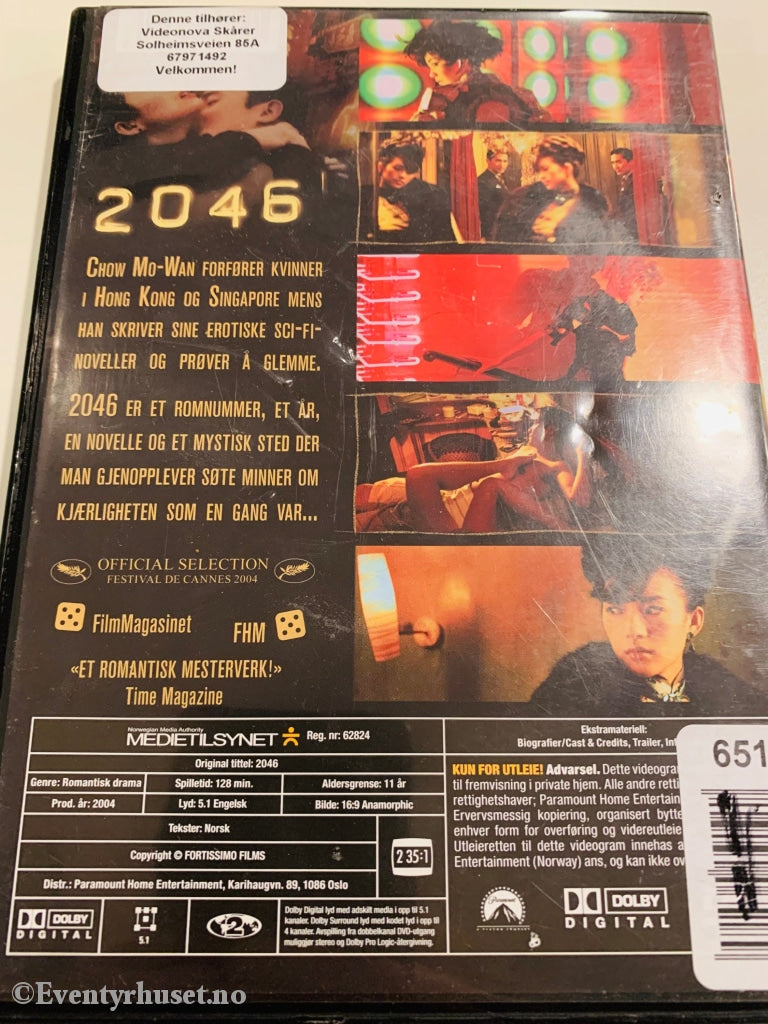 Denne tilhører:
Videonova Skårer
Solheimsveien 85A
67971492
Velkommen!
2046
CHOW MO-WAN FORFØRER KVINNER
I HONG KONG OG SINGAPORE MENS
HAN SKRIVER SINE EROTISKE SCI-FI-
NOVELLER OG PRØVER Å GLEMME.
2046 ER ET ROMNUMMER, ET ÅR,
EN NOVELLE OG ET MYSTISK STED DER
MAN GJENOPPLEVER SØTE MINNER OM
KJÆRLIGHETEN SOM EN GANG VAR...
OFFICIAL SELECTION
FESTIVAL DE CANNES 2004
FilmMagasinet
FHM
«ET ROMANTISK MESTERVERK!»
Time Magazine
Norwegian Media Authority
MEDIETILSYNET
Reg. nr: 62824
Original tittel: 2046
Genre: Romantisk drama
Spilletid: 128 min.
Aldersgrense: 11 år
Prod. år: 2004
Lyd: 5.1 Engelsk
Bilde: 16:9 Anamorphic
Tekster: Norsk
Copyright © FORTISSIMO FILMS
2 35:1
Distr.: Paramount Home Entertainment, Karihaugvn. 89, 1086 Oslo
DOLBY
DIGITAL
5.1
2
Dolby Digital lyd med adskilt media i opp til 5.1
kanaler. Dolby Surround lyd med kodet lyd i opp til
4 kanaler. Avspilling fra dobbelkanal DVD-utgang
muliggjør stereo og Dolby Pro Logic-återgivning.
Ekstramateriell:
Biografier/Cast & Credits, Trailer, Int
KUN FOR UTLEIE! Advarsel. Dette videogra
til fremvisning i private hjem. Alle andre retti
rettighetshaver; Paramount Home Entertain
Ervervsmessig kopiering, organisert bytte
enhver form for overføring og videreutleie
Utleieretten til dette videogram innehas a
Entertainment (Norway) ans, og kan ikke ov
Paramount
DOLBY
DIGITAL
651
©Eventyrhuset.no